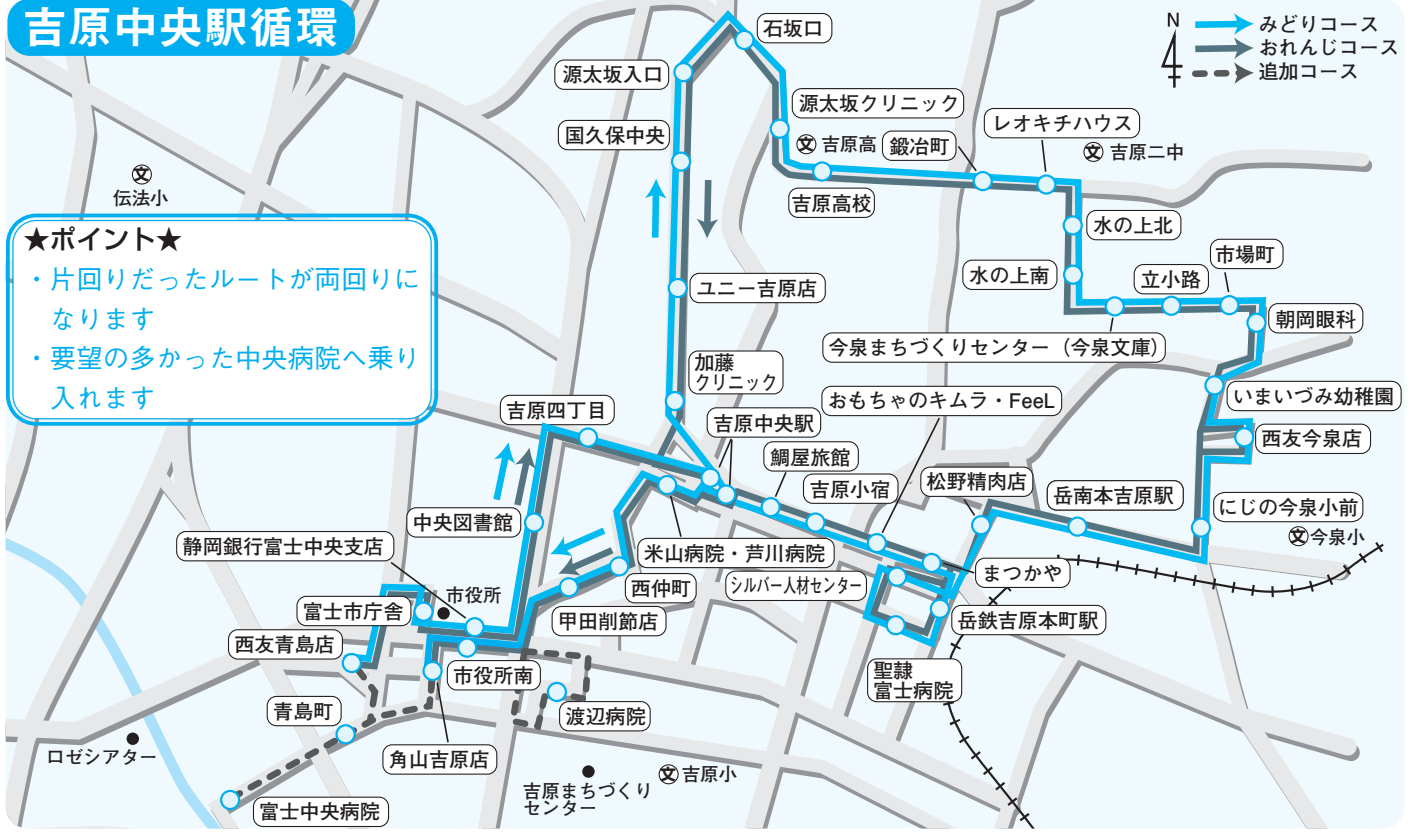 吉原中央駅循環
N
みどりコース
おれんじコース
追加コース
石坂口
源太坂入口
源太坂クリニック
レオキチハウス
国久保中央
文 吉原高
鍛冶町
文 吉原二中
文
伝法小
吉原高校
水の上北
★ポイント★
・片回りだったルートが両回りに
なります
・要望の多かった中央病院へ乗り
入れます
市場町
水の上南
立小路
ユニー吉原店
朝岡眼科
今泉まちづくりセンター（今泉文庫）
加藤
クリニック
いまいづみ幼稚園
おもちゃのキムラ・FeeL
吉原四丁目
吉原中央駅
西友今泉店
鯛屋旅館
吉原小宿
松野精肉店
岳南本吉原駅
にじの今泉小前
中央図書館
文 今泉小
静岡銀行富士中央支店
米山病院・芦川病院
まつかや
西仲町
シルバー人材センター
市役所
富士市庁舎
甲田削節店
岳鉄吉原本町駅
西友青島店
市役所南
聖隷
富士病院
青島町
渡辺病院
ロゼシアター
角山吉原店
吉原まちづくり
センター
文 吉原小
富士中央病院